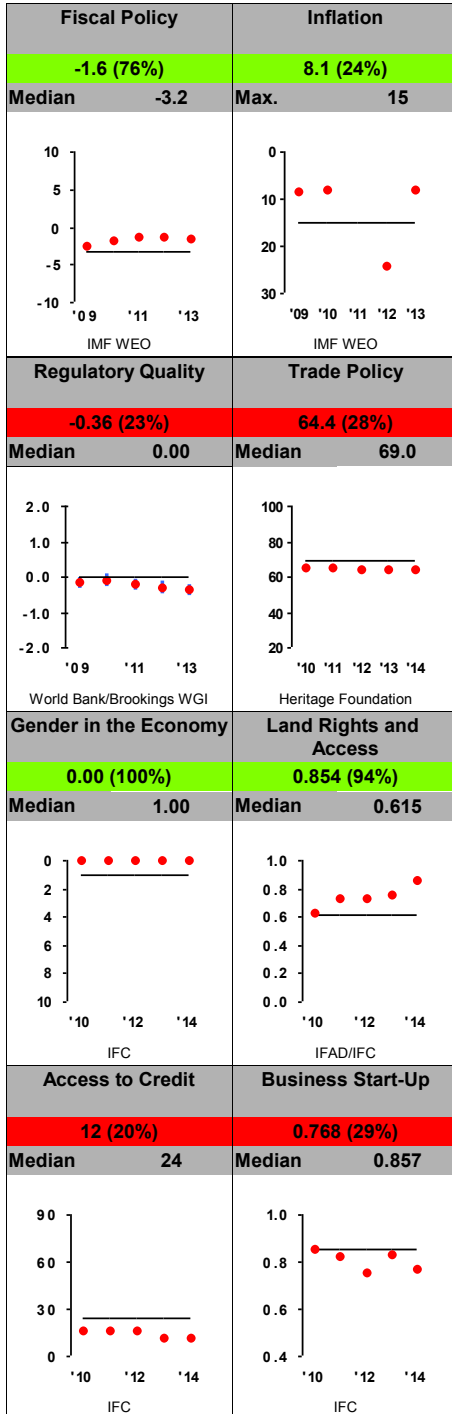 Fiscal Policy
-1.6 (76%)
Median -3.2
10
5
0
-5
-10
'09 '11 '13
IMF WEO
Inflation
8.1 (24%)
Max. 15
0
10
20
30
'09 '10 '11 '12 '13
IMF WEO
Regulatory Quality
-0.36 (23%)
Median 0.00
2.0
1.0
0.0
-1.0
-2.0
'09 '11 '13
World Bank/Brookings WGI
Trade Policy
64.4 (28%)
Median 69.0
100
80
60
40
20
'10 '11 '12 '13 '14
Heritage Foundation
Gender in the Economy
0.00 (100%)
Median 1.00
0
2
4
6
8
10
'10 '12 '14
IFC
Land Rights and
Access
0.854 (94%)
Median 0.615
1.0
0.8
0.6
0.4
0.2
0.0
'10 '12 '14
IFAD/IFC
Access to Credit
12 (20%)
Median 24
90
60
30
0
'10 '12 '14
IFC
Business Start-Up
0.768 (29%)
Median 0.857
1.0
0.8
0.6
0.4
'10 '12 '14
IFC